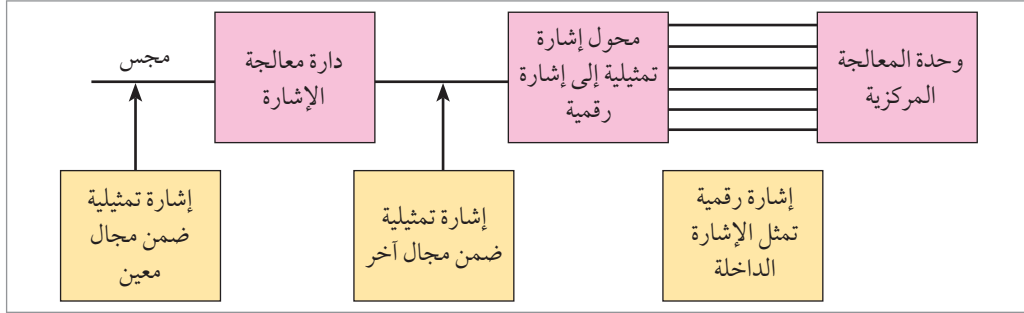 مجس
دارة معالجة
الإشارة
محول إشارة
تمثيلية إلى إشارة
رقمية
وحدة المعالجة
المركزية
إشارة تمثيلية
ضمن مجال
معين
إشارة تمثيلية
ضمن مجال آخر
إشارة رقمية
تمثل الإشارة
الداخلة